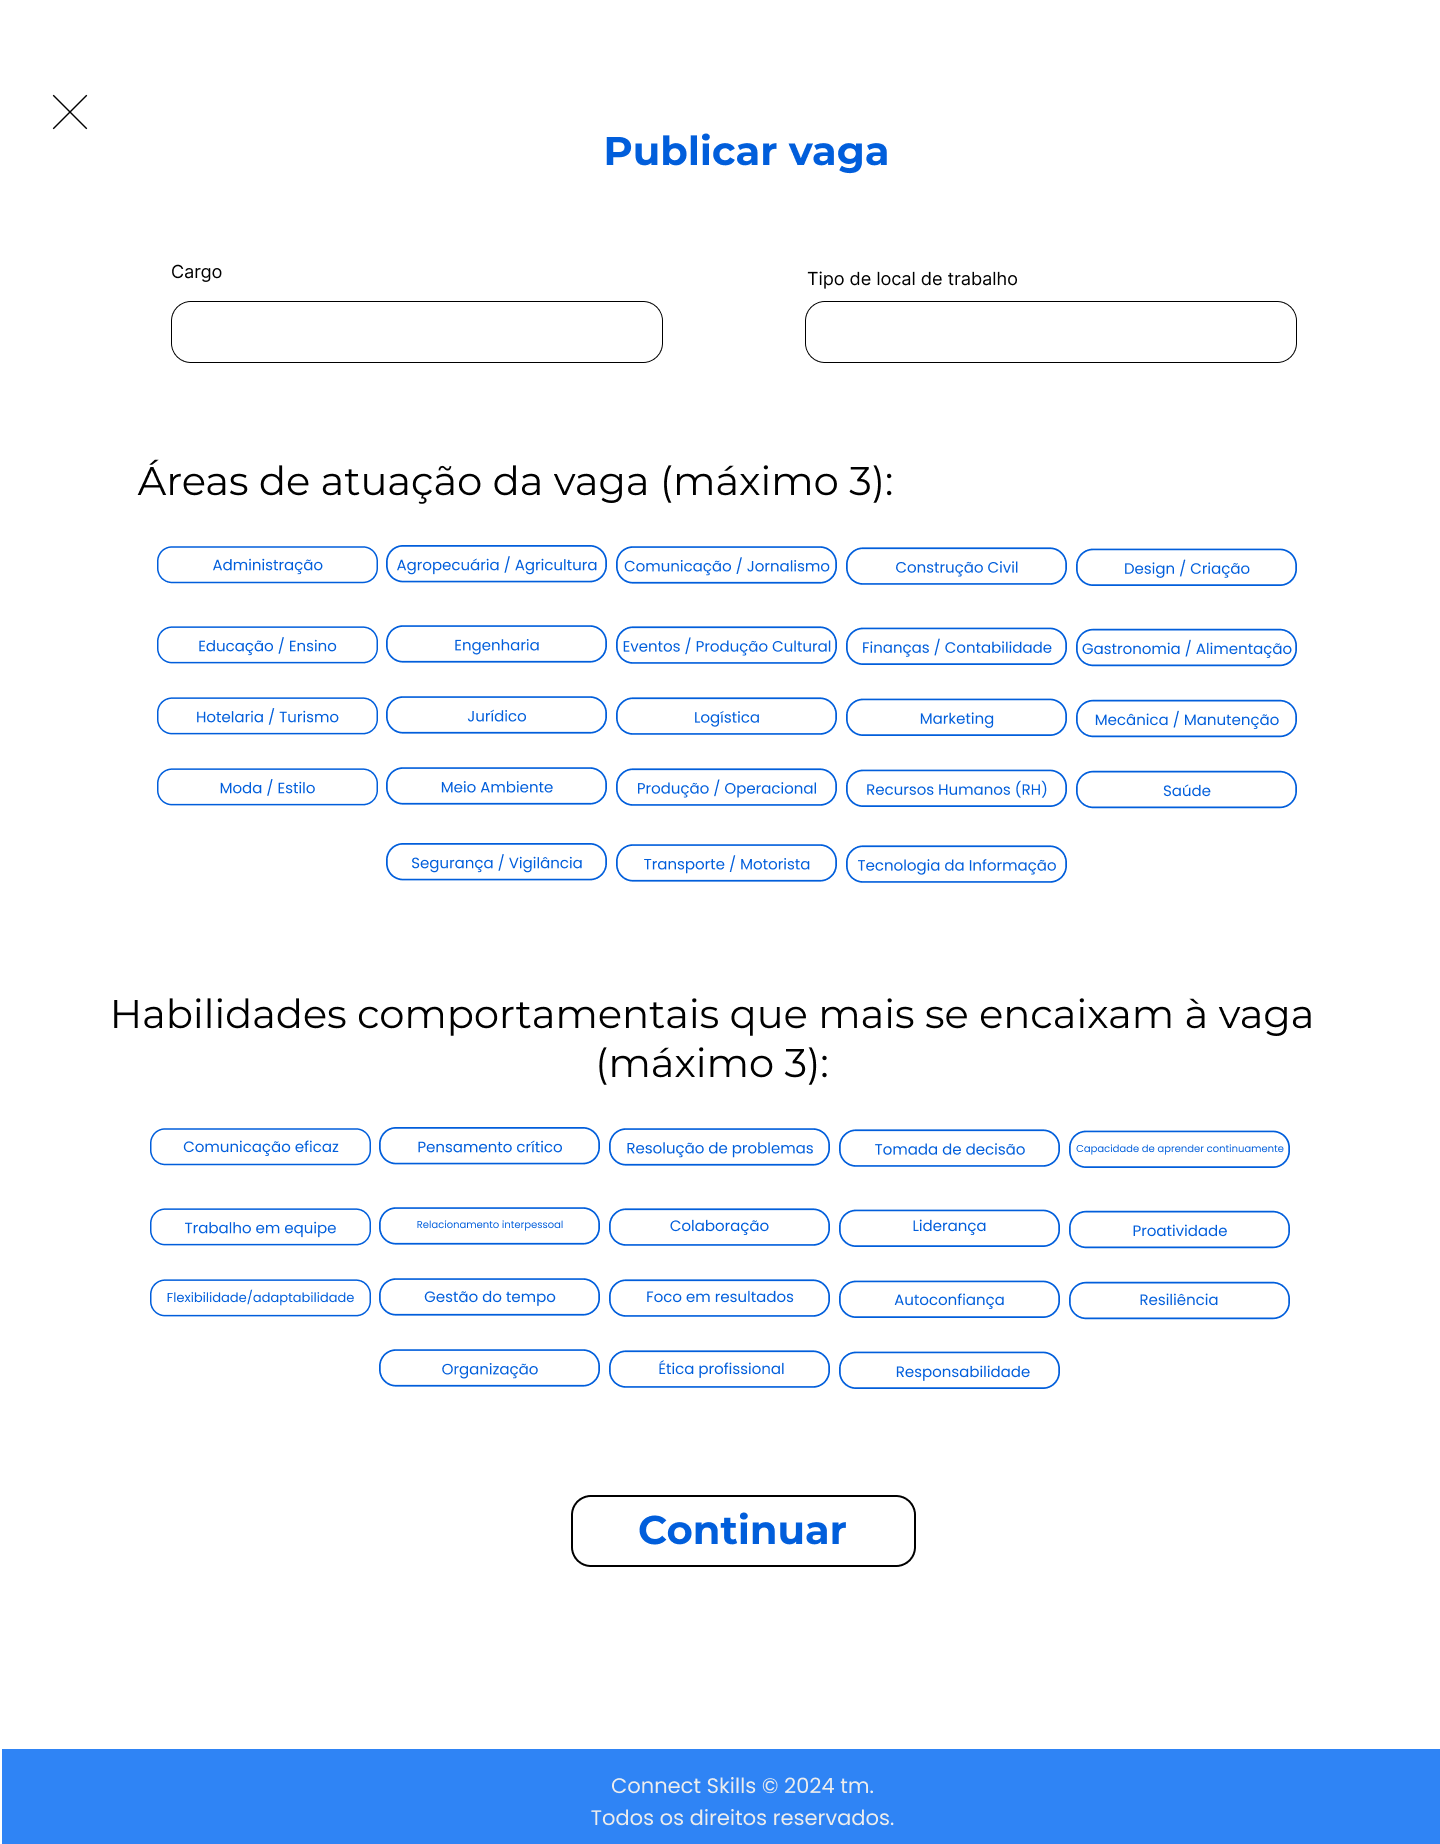 Publicar vaga
Cargo
Tipo de local de trabalho
Áreas de atuação da vaga (máximo 3):
Administração
Agropecuária / Agricultura
Comunicação / Jornalismo
Construção Civil
Design / Criação
Educação / Ensino
Engenharia
Eventos / Produção Cultural
Finanças / Contabilidade
Gastronomia / Alimentação
Hotelaria / Turismo
Jurídico
Logística
Marketing
Mecânica / Manutenção
Moda / Estilo
Meio Ambiente
Produção / Operacional
Recursos Humanos (RH)
Saúde
Segurança / Vigilância
Transporte / Motorista
Tecnologia da Informação
Habilidades comportamentais que mais se encaixam à vaga
(máximo 3):
Comunicação eficaz
Pensamento crítico
Resolução de problemas
Tomada de decisão
Capacidade de aprender continuamente
Trabalho em equipe
Relacionamento interpessoal
Colaboração
Liderança
Proatividade
Flexibilidade/adaptabilidade
Gestão do tempo
Foco em resultados
Autoconfiança
Resiliência
Organização
Ética profissional
Responsabilidade
Continuar
Connect Skills © 2024 tm.
Todos os direitos reservados.